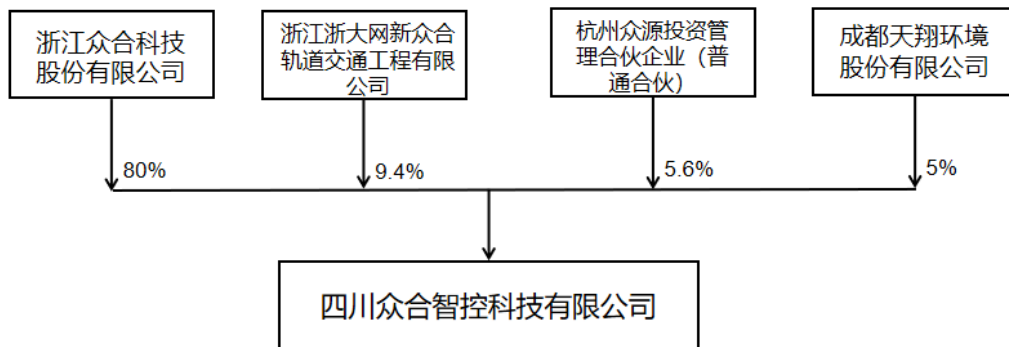 浙江众合科技
股份有限公司
浙江浙大网新众合
轨道交通工程有限
公司
杭州众源投资管
理合伙企业（普
通合伙）
成都天翔环境
股份有限公司
80%
9.4%
5.6%
5%
四川众合智控科技有限公司